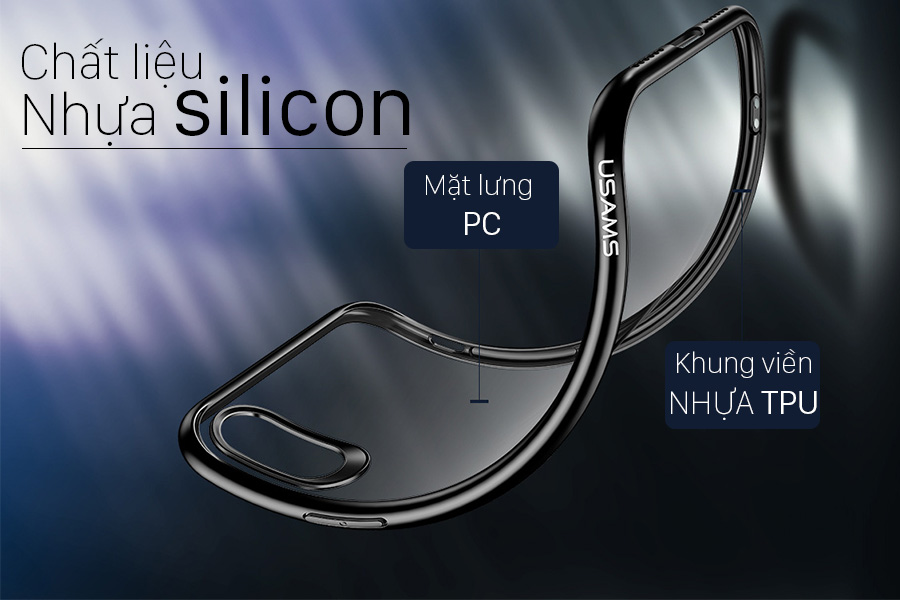 Chất liệu
Nhựa silicon
Mặt lưng
PC
USAMS
Khung viền
NHỰA TPU